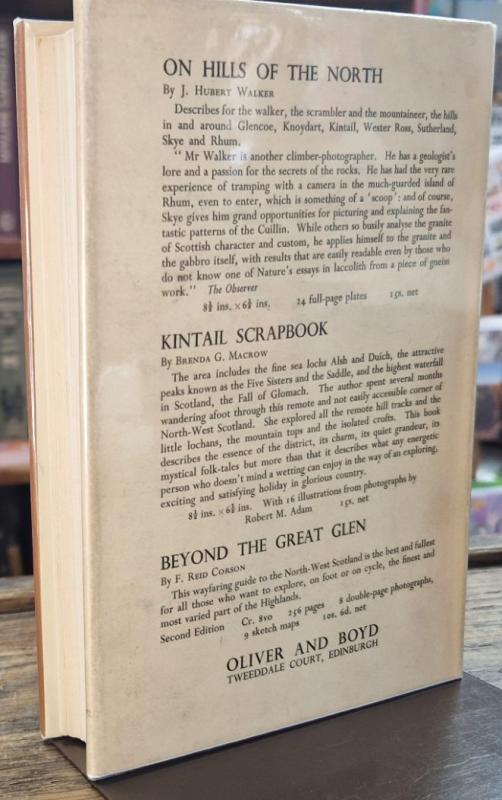 ON HILLS OF THE NORTH
By J. HUBERT WALKER
Describes for the walker, the scrambler and the mountaineer, the hills
in and around Glencoe, Knoydart, Kintail, Wester Ross, Sutherland,
Skye and Rhum.
"Mr Walker is another climber-photographer. He has a geologist's
lore and a passion for the secrets of the rocks. He has had the very rare
experience of tramping with a camera in the much-guarded island of
Rhum, even to enter, which is something of a 'scoop': and of course,
Skye gives him grand opportunities for picturing and explaining the fan-
tastic patterns of the Cuillin. While others so busily analyse the granite
of Scottish character and custom, he applies himself to the granite and
the gabbro itself, with results that are easily readable even by those who
do not know one of Nature's essays in laccolith from a piece of gneiss
work." The Observer
8½ ins. × 6¼ ins. 24 full-page plates 15s. net
KINTAIL SCRAPBOOK
By BRENDA G. MACROW
The area includes the fine sea lochs Alsh and Duich, the attractive
peaks known as the Five Sisters and the Saddle, and the highest waterfall
in Scotland, the Fall of Glomach. The author spent several months
wandering afoot through this remote and not easily accessible corner of
North-West Scotland. She explored all the remote hill tracks and the
little lochans, the mountain tops and the isolated crofts. This book
describes the essence of the district, its charm, its quiet grandeur, its
mystical folk-tales but more than that it describes what any energetic
person who doesn't mind a wetting can enjoy in the way of an exploring,
exciting and satisfying holiday in glorious country.
8½ ins. × 6¼ ins. With 16 illustrations from photographs by
Robert M. Adam 15s. net
BEYOND THE GREAT GLEN
By F. REID CORSON
This wayfaring guide to the North-West Scotland is the best and fullest
for all those who want to explore, on foot or on cycle, the finest and
most varied part of the Highlands.
Second Edition Cr. 8vo 256 pages 8 double-page photographs,
9 sketch maps 10s. 6d. net
OLIVER AND BOYD
TWEEDDALE COURT, EDINBURGH